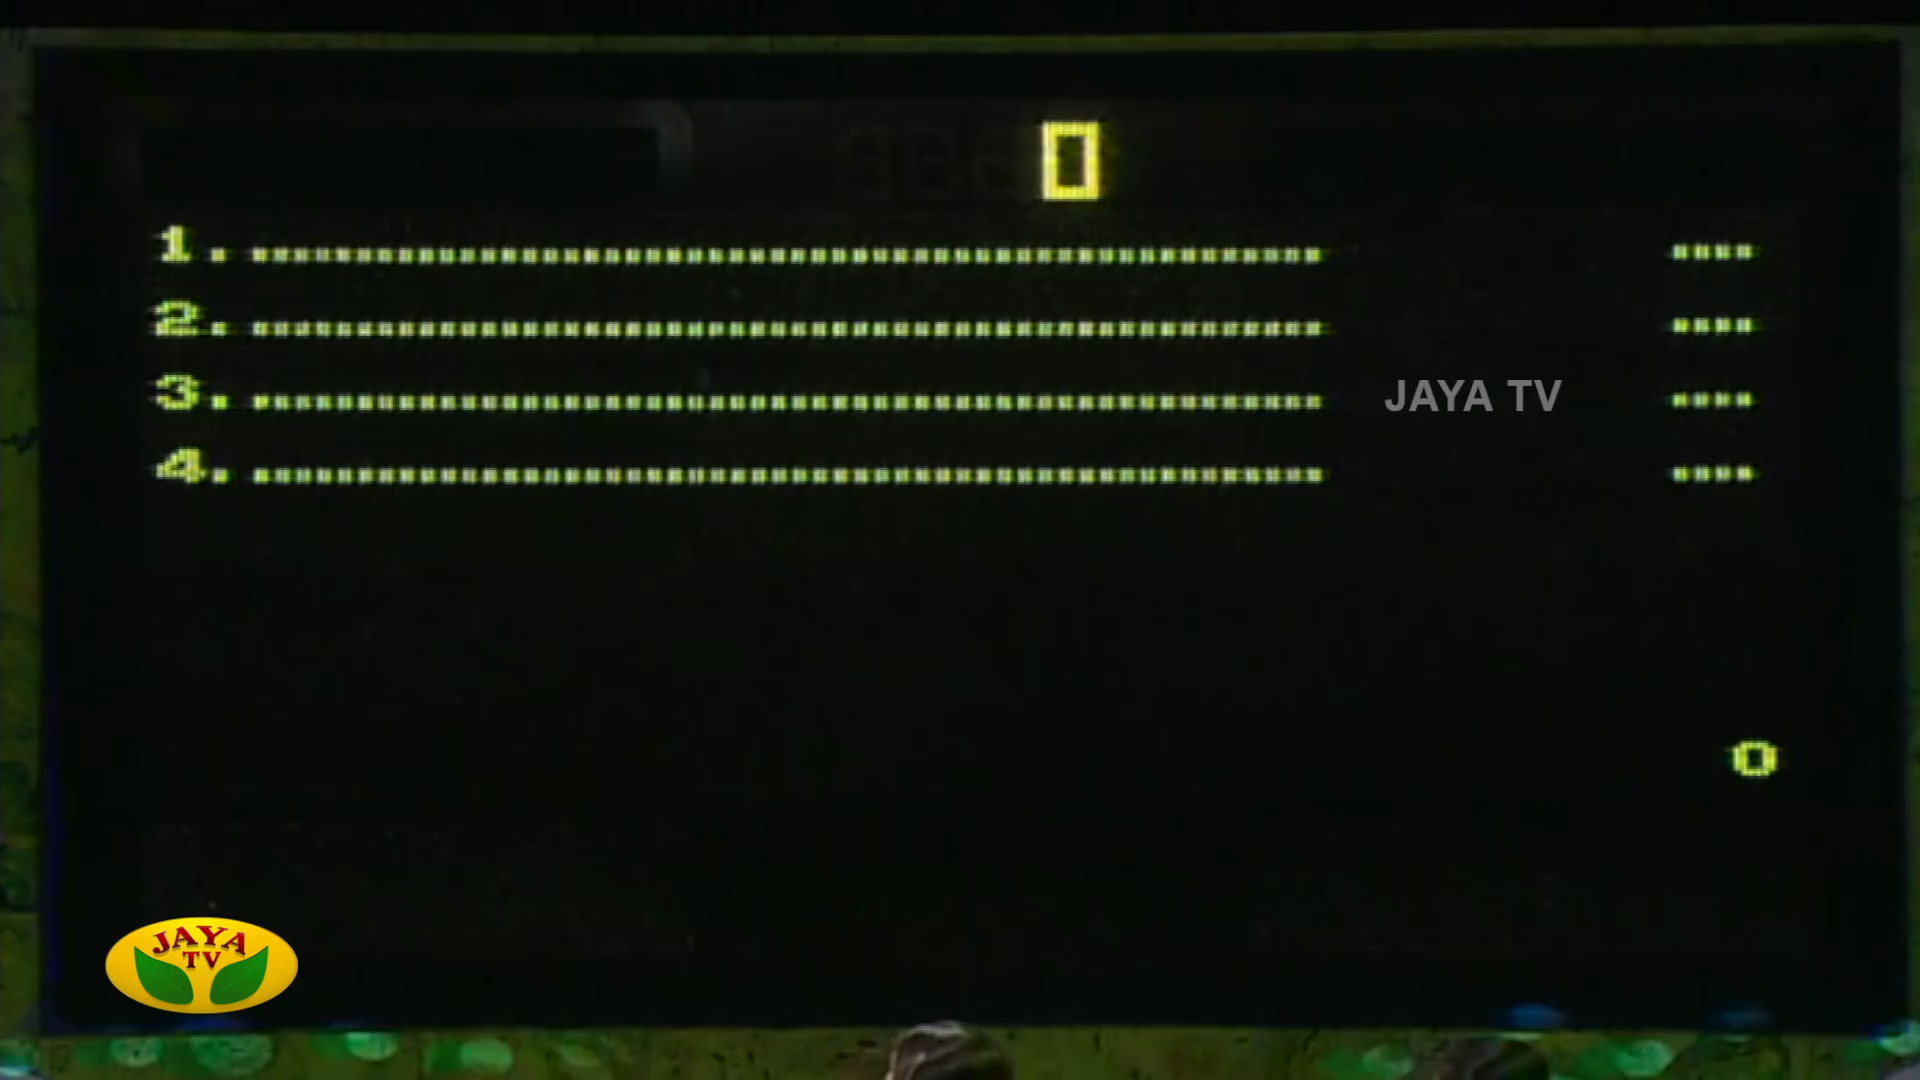 0
1. ....................................................  ....
2. ....................................................  ....
3. ....................................................  ....
JAYA TV
4. ....................................................  ....
0
JAYA
TV